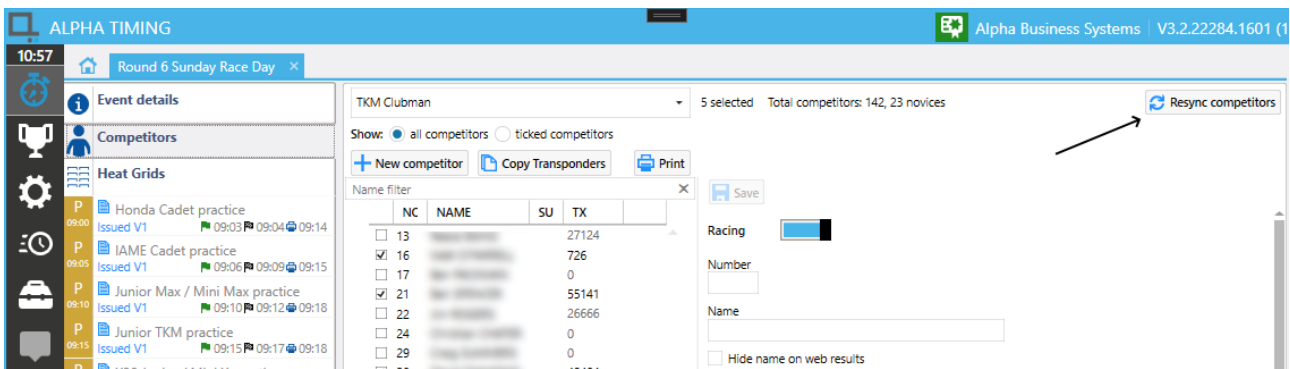 ALPHA TIMING
Alpha Business Systems | V3.2.22284.1601 (1
10:57
Round 6 Sunday Race Day ×
Event details
Competitors
Heat Grids
P Honda Cadet practice
09:00 Issued V1 09:03 09:04 09:14
P IAME Cadet practice
09:05 Issued V1 09:06 09:09 09:15
P Junior Max / Mini Max practice
09:10 Issued V1 09:10 09:12 09:18
P Junior TKM practice
09:15 Issued V1 09:15 09:17 09:18
P
TKM Clubman
5 selected Total competitors: 142, 23 novices
Resync competitors
Show: all competitors ticked competitors
New competitor Copy Transponders Print
Name filter
NC NAME SU TX
13 27124
16 726
17 0
21 55141
22 26666
24 0
29 0
Save
Racing
Number
Name
Hide name on web results